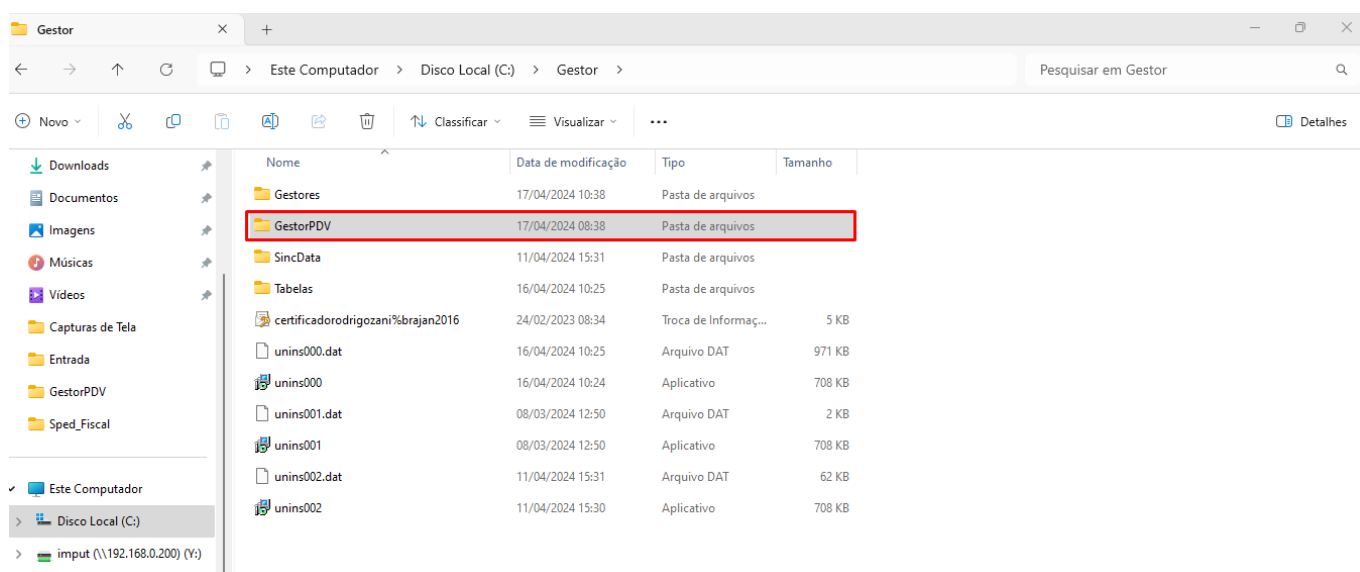 Gestor
Este Computador > Disco Local (C:) > Gestor >
Pesquisar em Gestor
Novo
Classificar
Visualizar
Detalhes
Nome Data de modificação Tipo Tamanho
Downloads
Documentos
Imagens
Músicas
Vídeos
Capturas de Tela
Entrada
GestorPDV
Sped_Fiscal
Este Computador
Disco Local (C:)
imput (\\192.168.0.200) (Y:)
Gestores 17/04/2024 10:38 Pasta de arquivos
GestorPDV 17/04/2024 08:38 Pasta de arquivos
SincData 11/04/2024 15:31 Pasta de arquivos
Tabelas 16/04/2024 10:25 Pasta de arquivos
certificadorodrigozani%brajan2016 24/02/2023 08:34 Troca de Informaç... 5 KB
unins000.dat 16/04/2024 10:25 Arquivo DAT 971 KB
unins000 16/04/2024 10:24 Aplicativo 708 KB
unins001.dat 08/03/2024 12:50 Arquivo DAT 2 KB
unins001 08/03/2024 12:50 Aplicativo 708 KB
unins002.dat 11/04/2024 15:31 Arquivo DAT 62 KB
unins002 11/04/2024 15:30 Aplicativo 708 KB